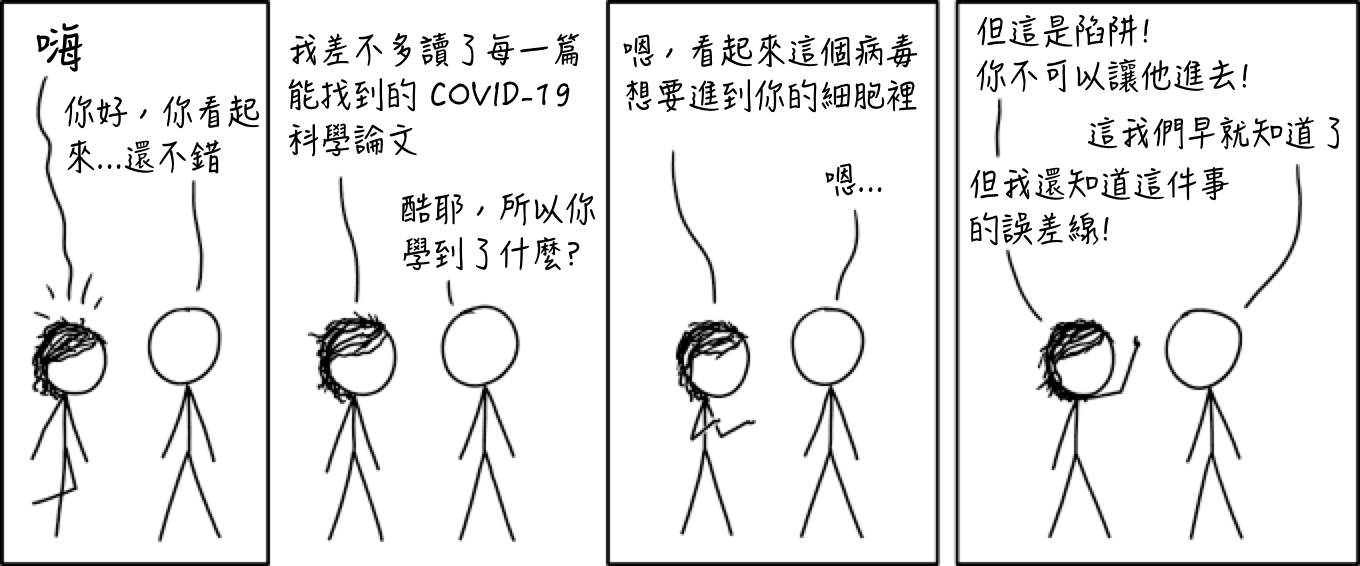 嗨
你好，你看起
來...還不錯
我差不多讀了每一篇
能找到的 COVID-19
科學論文
酷耶，所以你
學到了什麼?
嗯，看起來這個病毒
想要進到你的細胞裡
嗯...
但這是陷阱!
你不可以讓他進去!
這我們早就知道了
但我還知道這件事
的誤差線!